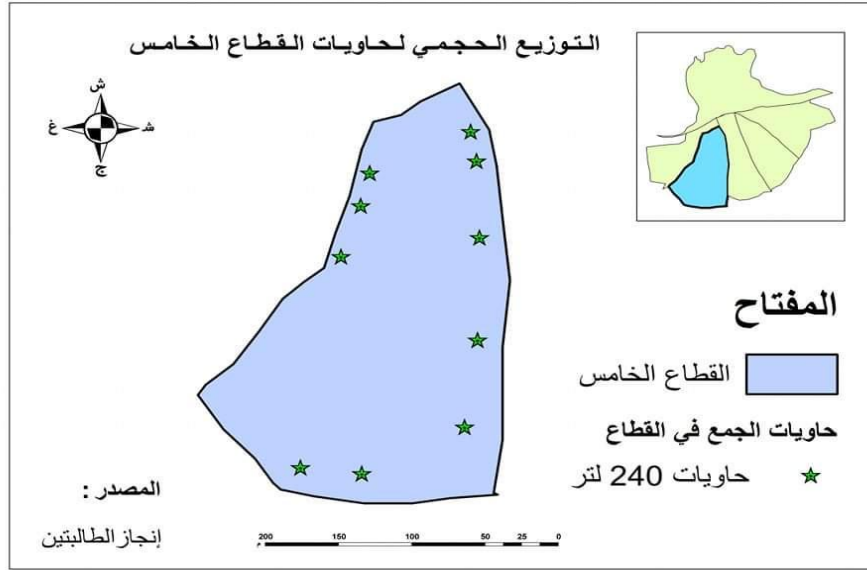 التوزيع الحجمي لحاويات القطاع الخامس
ش
غ
ش
ج
المفتاح
القطاع الخامس
حاويات الجمع في القطاع
حاويات 240 لتر
المصدر :
إنجاز الطالبتين
200 150 100 50 0
م